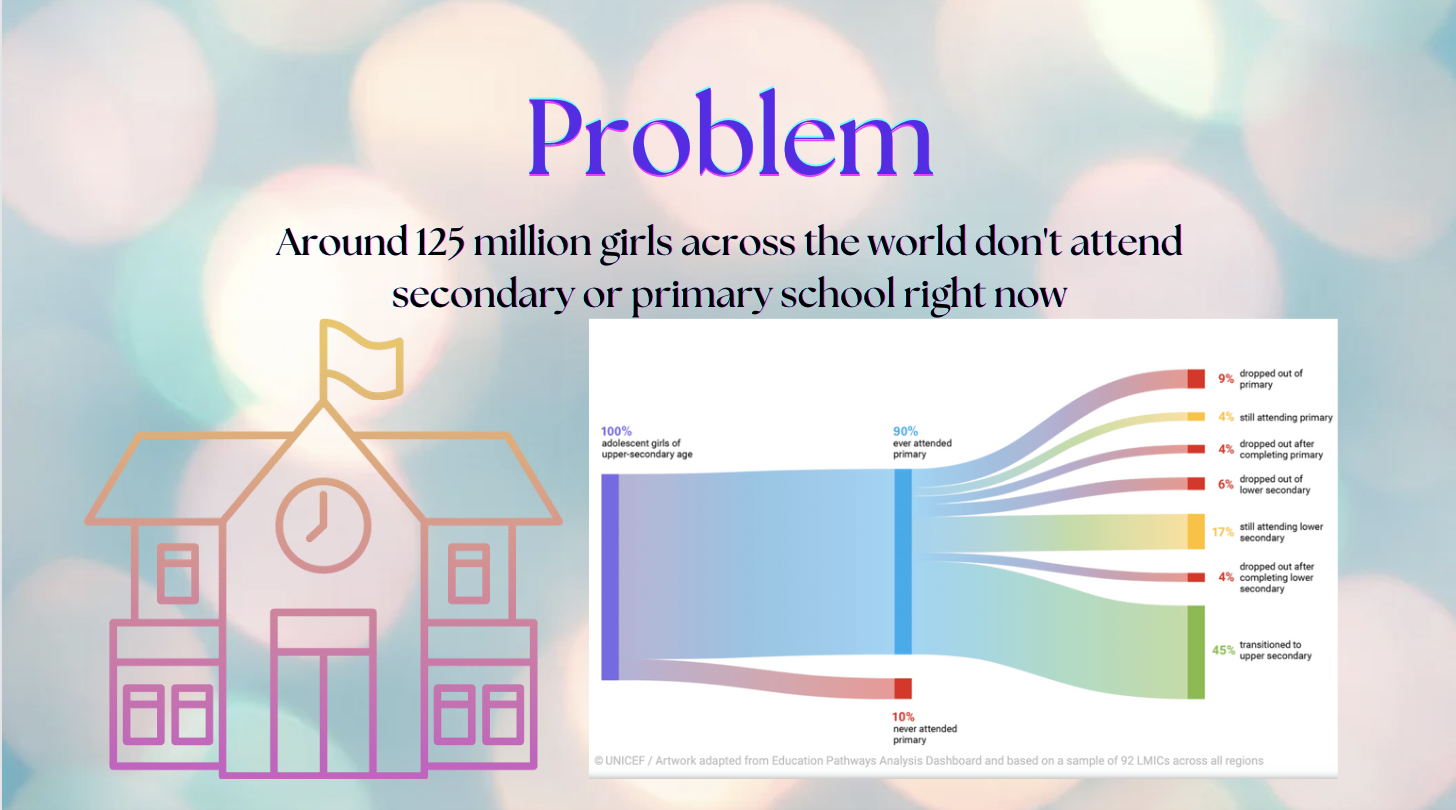 Problem
Around 125 million girls across the world don't attend
secondary or primary school right now
100%
adolescent girls of
upper-secondary age
90%
ever attended
primary
10%
never attended
primary
9% dropped out of
primary
4% still attending primary
4% dropped out after
completing primary
6% dropped out of
lower secondary
17% still attending lower
secondary
4% dropped out after
completing lower
secondary
45% transitioned to
upper secondary
© UNICEF / Artwork adapted from Education Pathways Analysis Dashboard and based on a sample of 92 LMICs across all regions